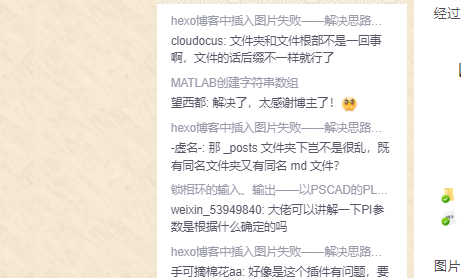 经过
hexo博客中插入图片失败——解决思路...
cloudocus: 文件夹和文件根部不是一回事
啊，文件的话后缀不一样就行了
MATLAB创建字符串数组
望西都: 解决了，太感谢博主了！
hexo博客中插入图片失败——解决思路...
-虚名-: 那 _posts 文件夹下岂不是很乱，既
有同名文件夹又有同名 md 文件？
锁相环的输入、输出——以PSCAD的PL...
weixin_53949840: 大佬可以讲解一下PI参
数是根据什么确定的吗
hexo博客中插入图片失败——解决思路...
手可摘棉花aa: 好像是这个插件有问题，要
图片